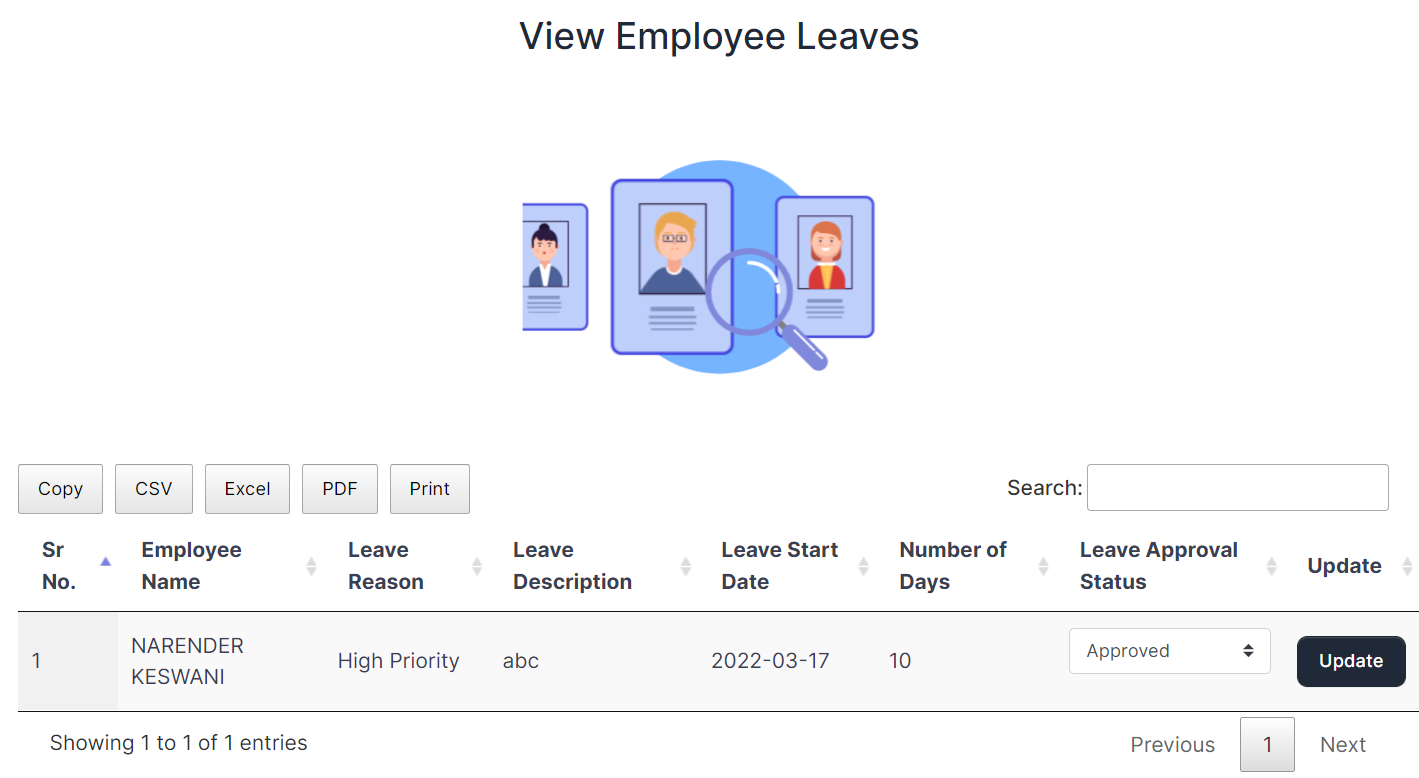 View Employee Leaves
Copy CSV Excel PDF Print Search:
Sr No. Employee Name Leave Reason Leave Description Leave Start Date Number of Days Leave Approval Status Update
1 NARENDER KESWANI High Priority abc 2022-03-17 10 Approved Update
Showing 1 to 1 of 1 entries Previous 1 Next